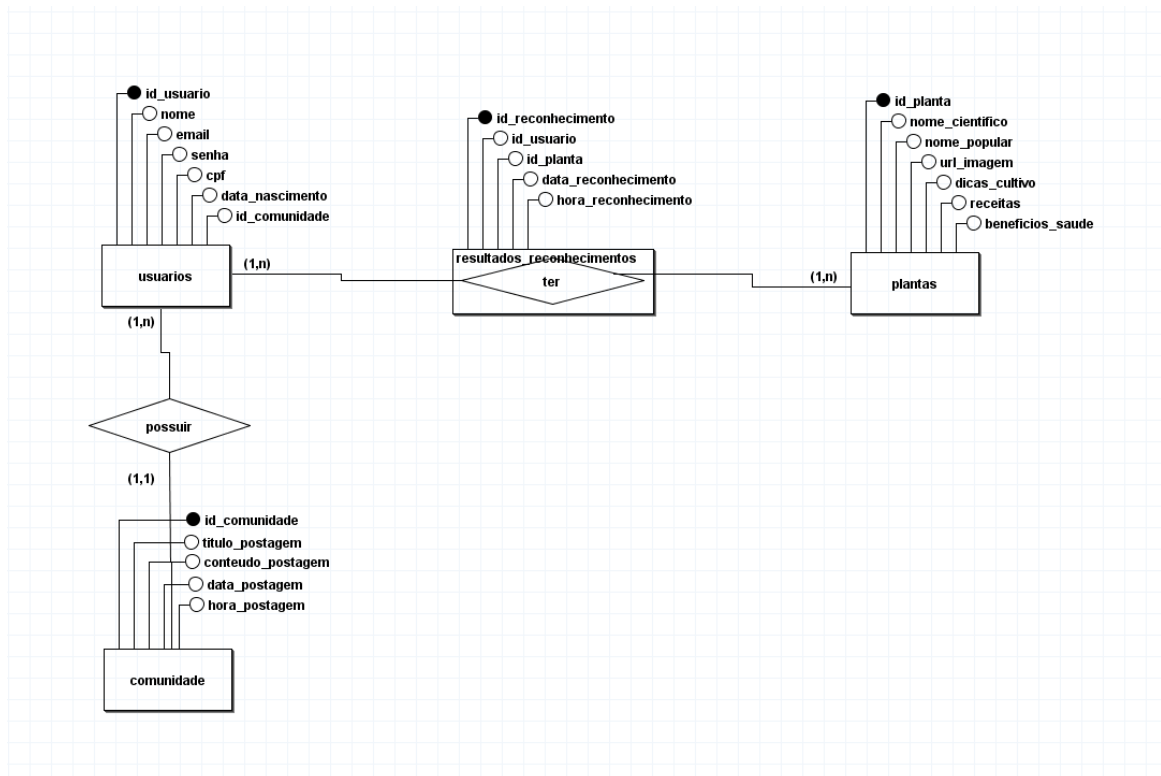 id_usuario
nome
email
senha
cpf
data_nascimento
id_comunidade
usuarios
(1,n)
id_reconhecimento
id_usuario
id_planta
data_reconhecimento
hora_reconhecimento
resultados_reconhecimentos
ter
(1,n)
id_planta
nome_cientifico
nome_popular
url_imagem
dicas_cultivo
receitas
beneficios_saude
plantas
(1,n)
possuir
(1,1)
id_comunidade
titulo_postagem
conteudo_postagem
data_postagem
hora_postagem
comunidade